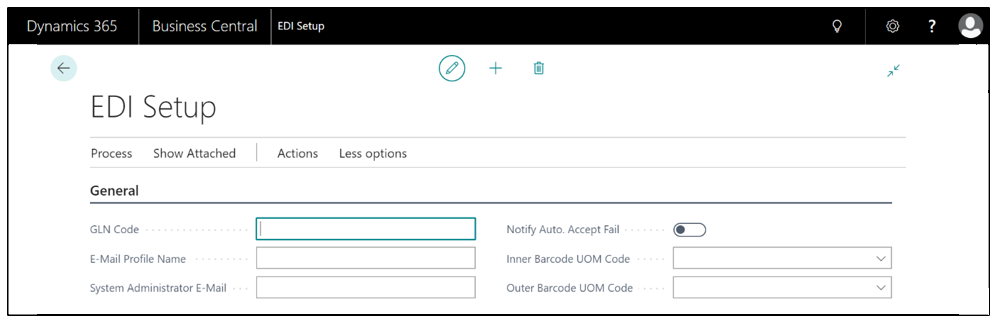 Dynamics 365 Business Central EDI Setup ?
EDI Setup
Process Show Attached Actions Less options
General
GLN Code Notify Auto. Accept Fail
E-Mail Profile Name Inner Barcode UOM Code
System Administrator E-Mail Outer Barcode UOM Code